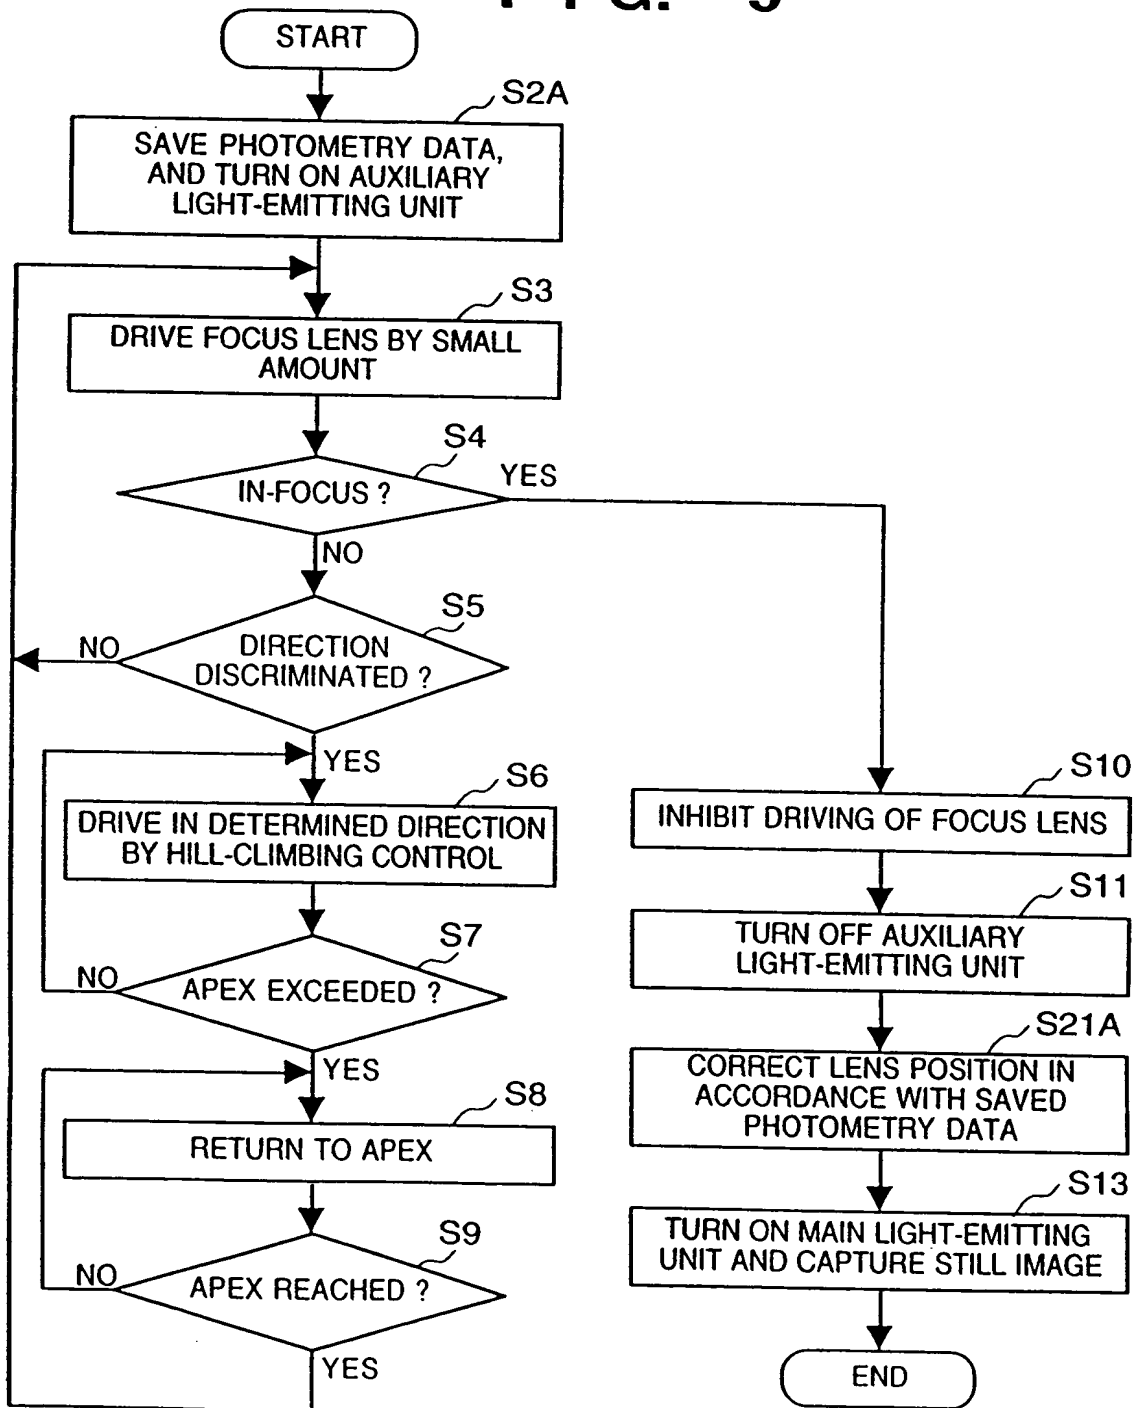 START
S2A
SAVE PHOTOMETRY DATA,
AND TURN ON AUXILIARY
LIGHT-EMITTING UNIT
S3
DRIVE FOCUS LENS BY SMALL
AMOUNT
S4
IN-FOCUS ?
YES
NO
S5
DIRECTION
DISCRIMINATED ?
NO
YES
S6
DRIVE IN DETERMINED DIRECTION
BY HILL-CLIMBING CONTROL
S7
APEX EXCEEDED ?
NO
YES
S8
RETURN TO APEX
S9
APEX REACHED ?
NO
YES
S10
INHIBIT DRIVING OF FOCUS LENS
S11
TURN OFF AUXILIARY
LIGHT-EMITTING UNIT
S21A
CORRECT LENS POSITION IN
ACCORDANCE WITH SAVED
PHOTOMETRY DATA
S13
TURN ON MAIN LIGHT-EMITTING
UNIT AND CAPTURE STILL IMAGE
END